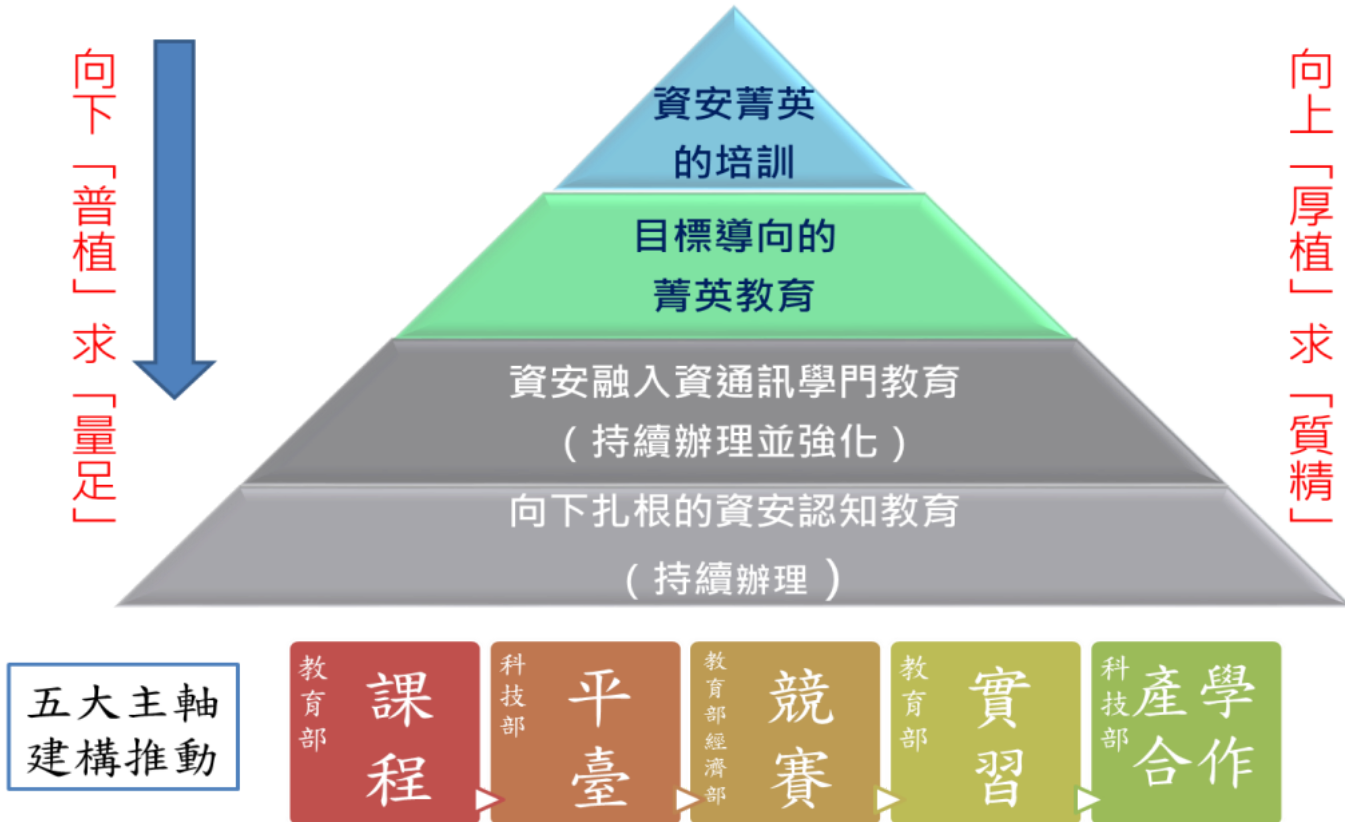 向下「普植」求「量足」
資安菁英
的培訓
目標導向的
菁英教育
資安融入資通訊學門教育
（持續辦理並強化）
向下扎根的資安認知教育
（持續辦理）
向上「厚植」求「質精」
五大主軸
建構推動
教育部
課程
科技部
平臺
教育部經濟部
競賽
教育部
實習
科技部
產學
合作